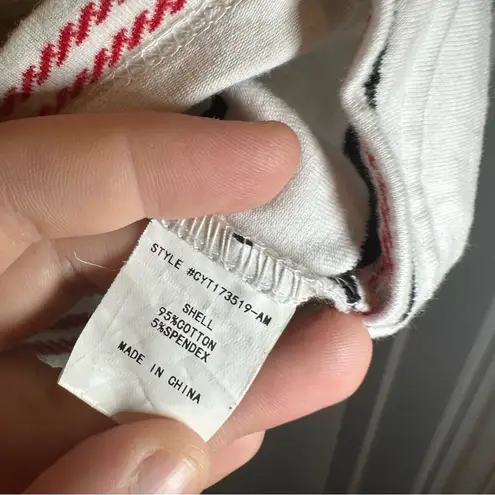 STYLE #CYT173519-AM
SHELL
95%COTTON
5%SPENDEX
MADE IN CHINA